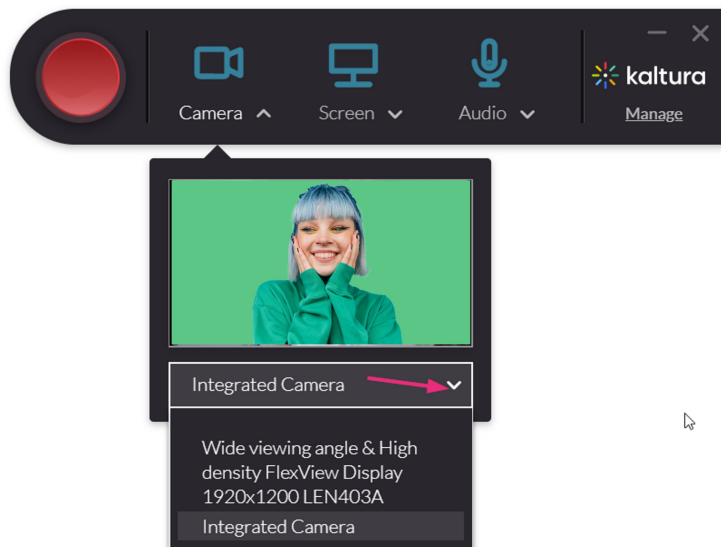 kaltura
Camera
Screen
Audio
Manage
Integrated Camera
Wide viewing angle & High
density FlexView Display
1920x1200 LEN403A
Integrated Camera